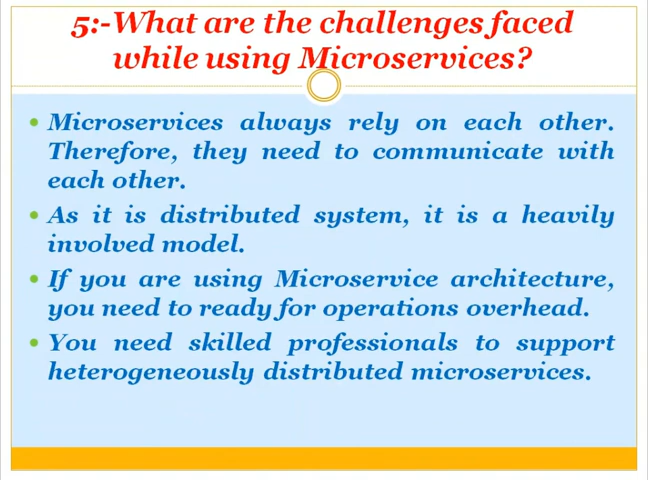 5:-What are the challenges faced
while using Microservices?
Microservices always rely on each other.
Therefore, they need to communicate with
each other.
As it is distributed system, it is a heavily
involved model.
If you are using Microservice architecture,
you need to ready for operations overhead.
You need skilled professionals to support
heterogeneously distributed microservices.